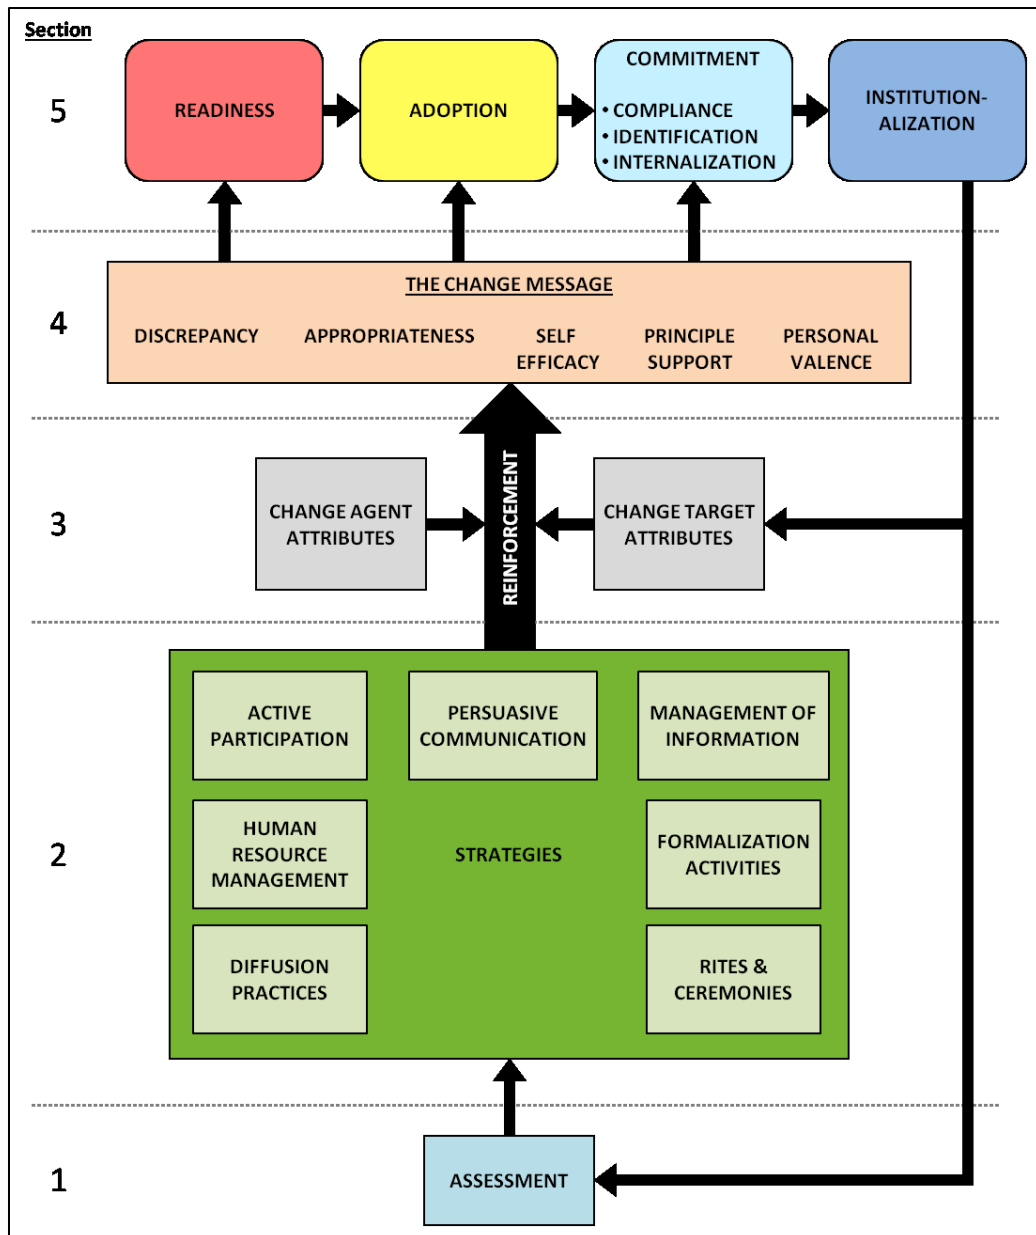 Section
5
READINESS
ADOPTION
COMMITMENT
• COMPLIANCE
• IDENTIFICATION
• INTERNALIZATION
INSTITUTION-
ALIZATION
4
THE CHANGE MESSAGE
DISCREPANCY
APPROPRIATENESS
SELF
EFFICACY
PRINCIPLE
SUPPORT
PERSONAL
VALENCE
3
CHANGE AGENT
ATTRIBUTES
REINFORCEMENT
CHANGE TARGET
ATTRIBUTES
2
ACTIVE
PARTICIPATION
PERSUASIVE
COMMUNICATION
MANAGEMENT OF
INFORMATION
HUMAN
RESOURCE
MANAGEMENT
STRATEGIES
FORMALIZATION
ACTIVITIES
DIFFUSION
PRACTICES
RITES &
CEREMONIES
1
ASSESSMENT